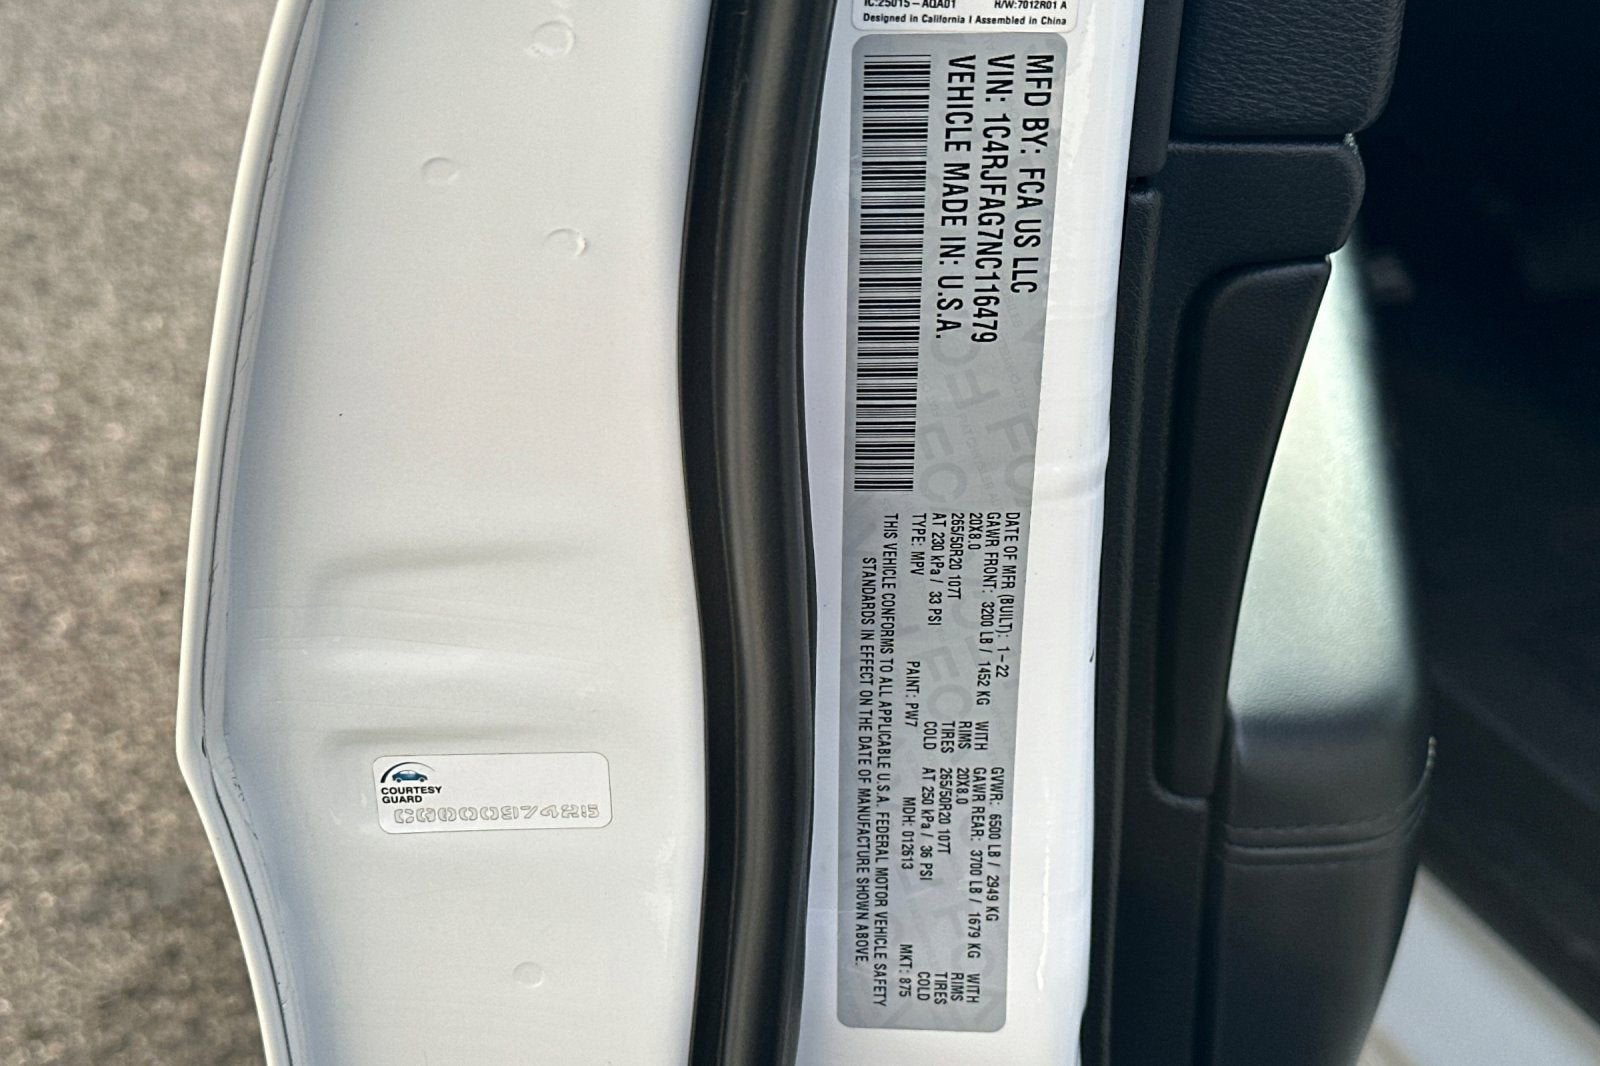 IC:25015-AQA01 H/W:7012R01 A
Designed in California I Assembled in China
MFD BY: FCA US LLC
VIN: 1C4RJFAG7NC116479
VEHICLE MADE IN: U.S.A.
DATE OF MFR (BUILT): 1-22 GVWR: 6500 LB / 2949 KG
GAWR FRONT: 3200 LB / 1452 KG WITH GAWR REAR: 3700 LB / 1679 KG WITH
20X8.0 RIMS 20X8.0 RIMS
265/50R20 107T TIRES 265/50R20 107T TIRES
AT 230 kPa / 33 PSI COLD AT 250 kPa / 36 PSI COLD
TYPE: MPV PAINT: PW7 MDH: 012613 MKT: 875
THIS VEHICLE CONFORMS TO ALL APPLICABLE U.S.A. FEDERAL MOTOR VEHICLE SAFETY
STANDARDS IN EFFECT ON THE DATE OF MANUFACTURE SHOWN ABOVE.
COURTESY
GUARD
CG0000974285